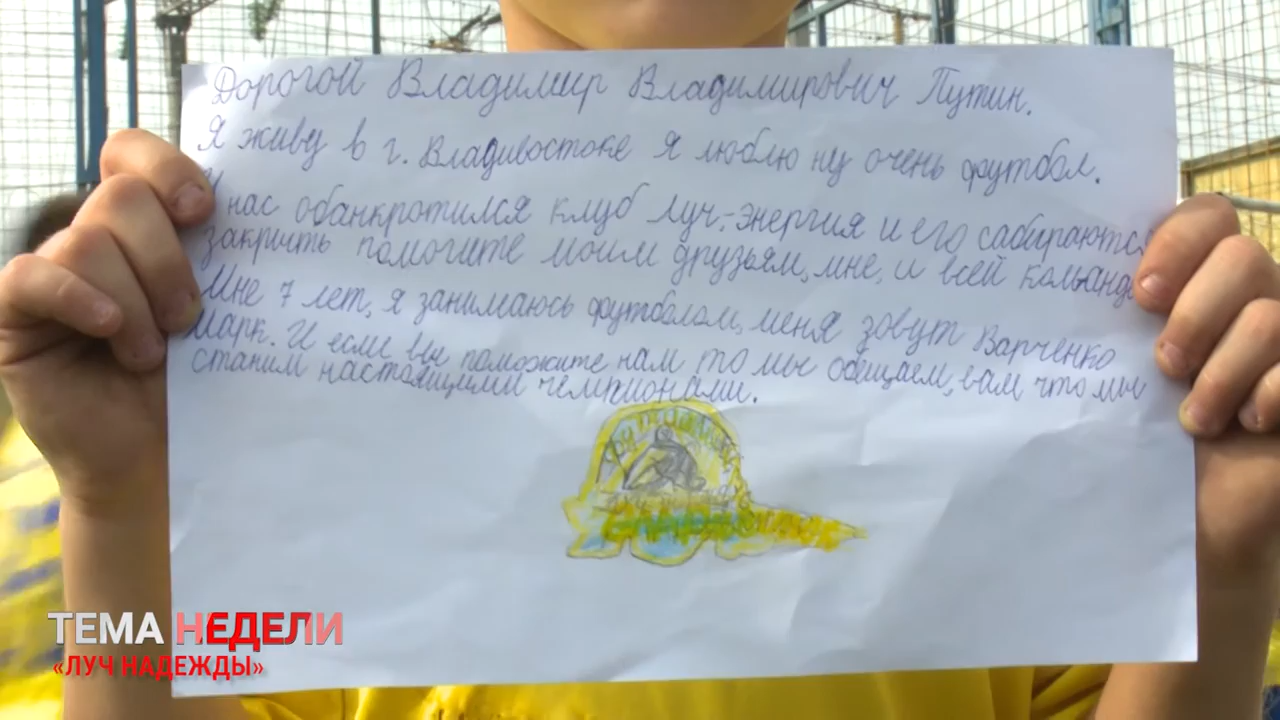 Дорогой Владимир Владимирович Путин.
Я живу в г. Владивостоке я люблю ну очень футбол.
У нас обанкротился клуб Луч-энергия и его сабираются
закрыть помогите моим друзьям, мне, и всей команде
Мне 7 лет, я занимаюсь футболом, меня зовут Варченко
Марк. И если вы поможите нам то мы обещаем, вам что мы
станим настоящими чемпионами.
ТЕМА НЕДЕЛИ
«ЛУЧ НАДЕЖДЫ»